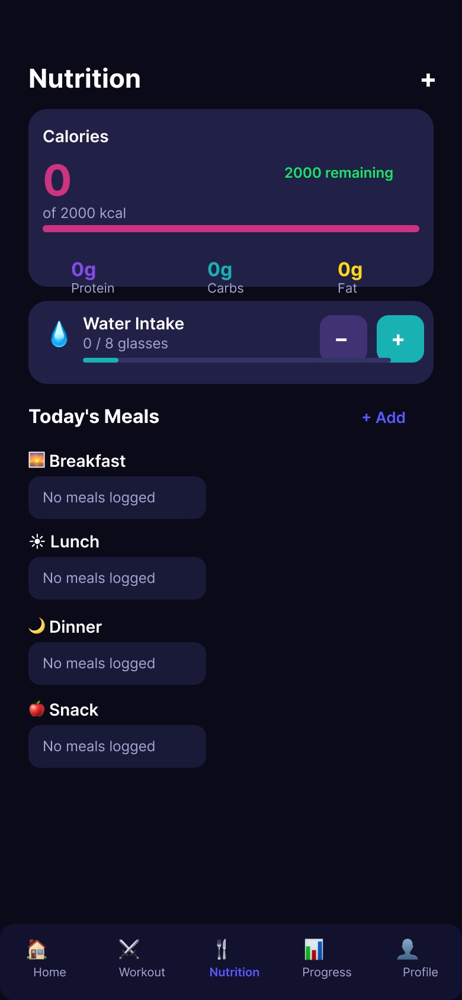 Nutrition +
Calories
0
2000 remaining
of 2000 kcal
0g 0g 0g
Protein Carbs Fat
Water Intake
0 / 8 glasses
− +
Today's Meals + Add
Breakfast
No meals logged
Lunch
No meals logged
Dinner
No meals logged
Snack
No meals logged
Home Workout Nutrition Progress Profile